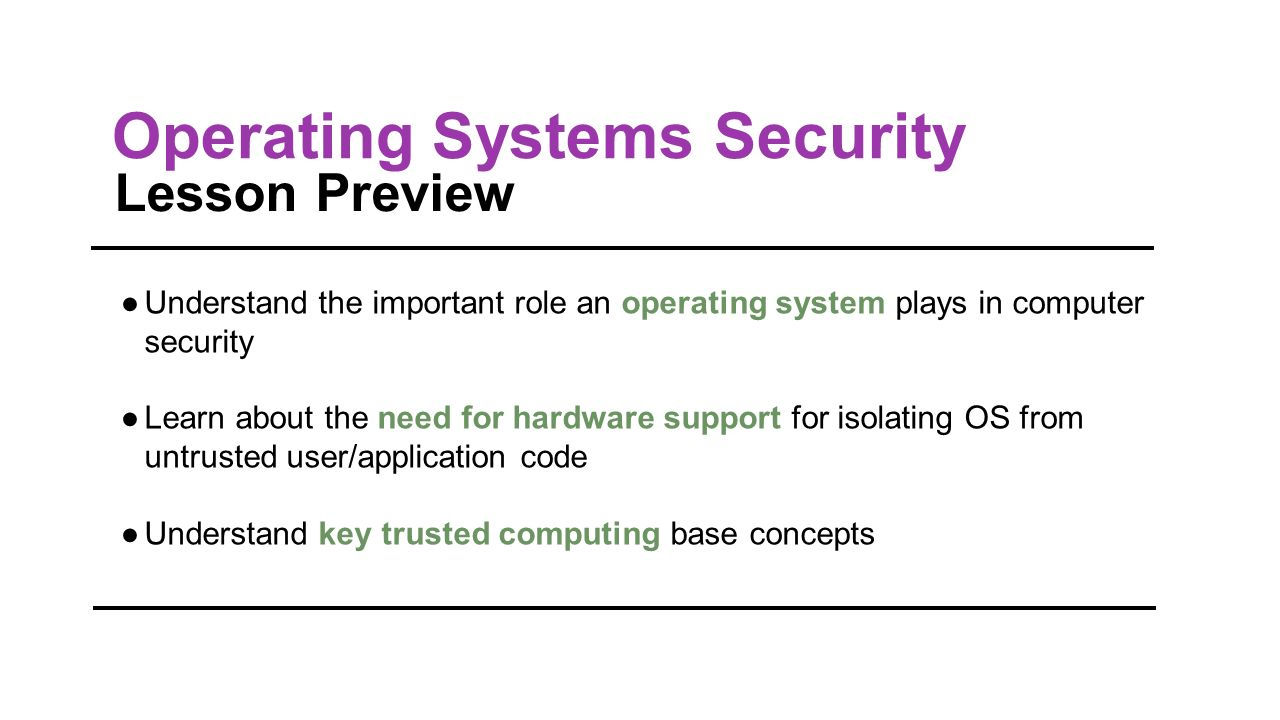 Operating Systems Security
Lesson Preview
●Understand the important role an operating system plays in computer
security
●Learn about the need for hardware support for isolating OS from
untrusted user/application code
●Understand key trusted computing base concepts